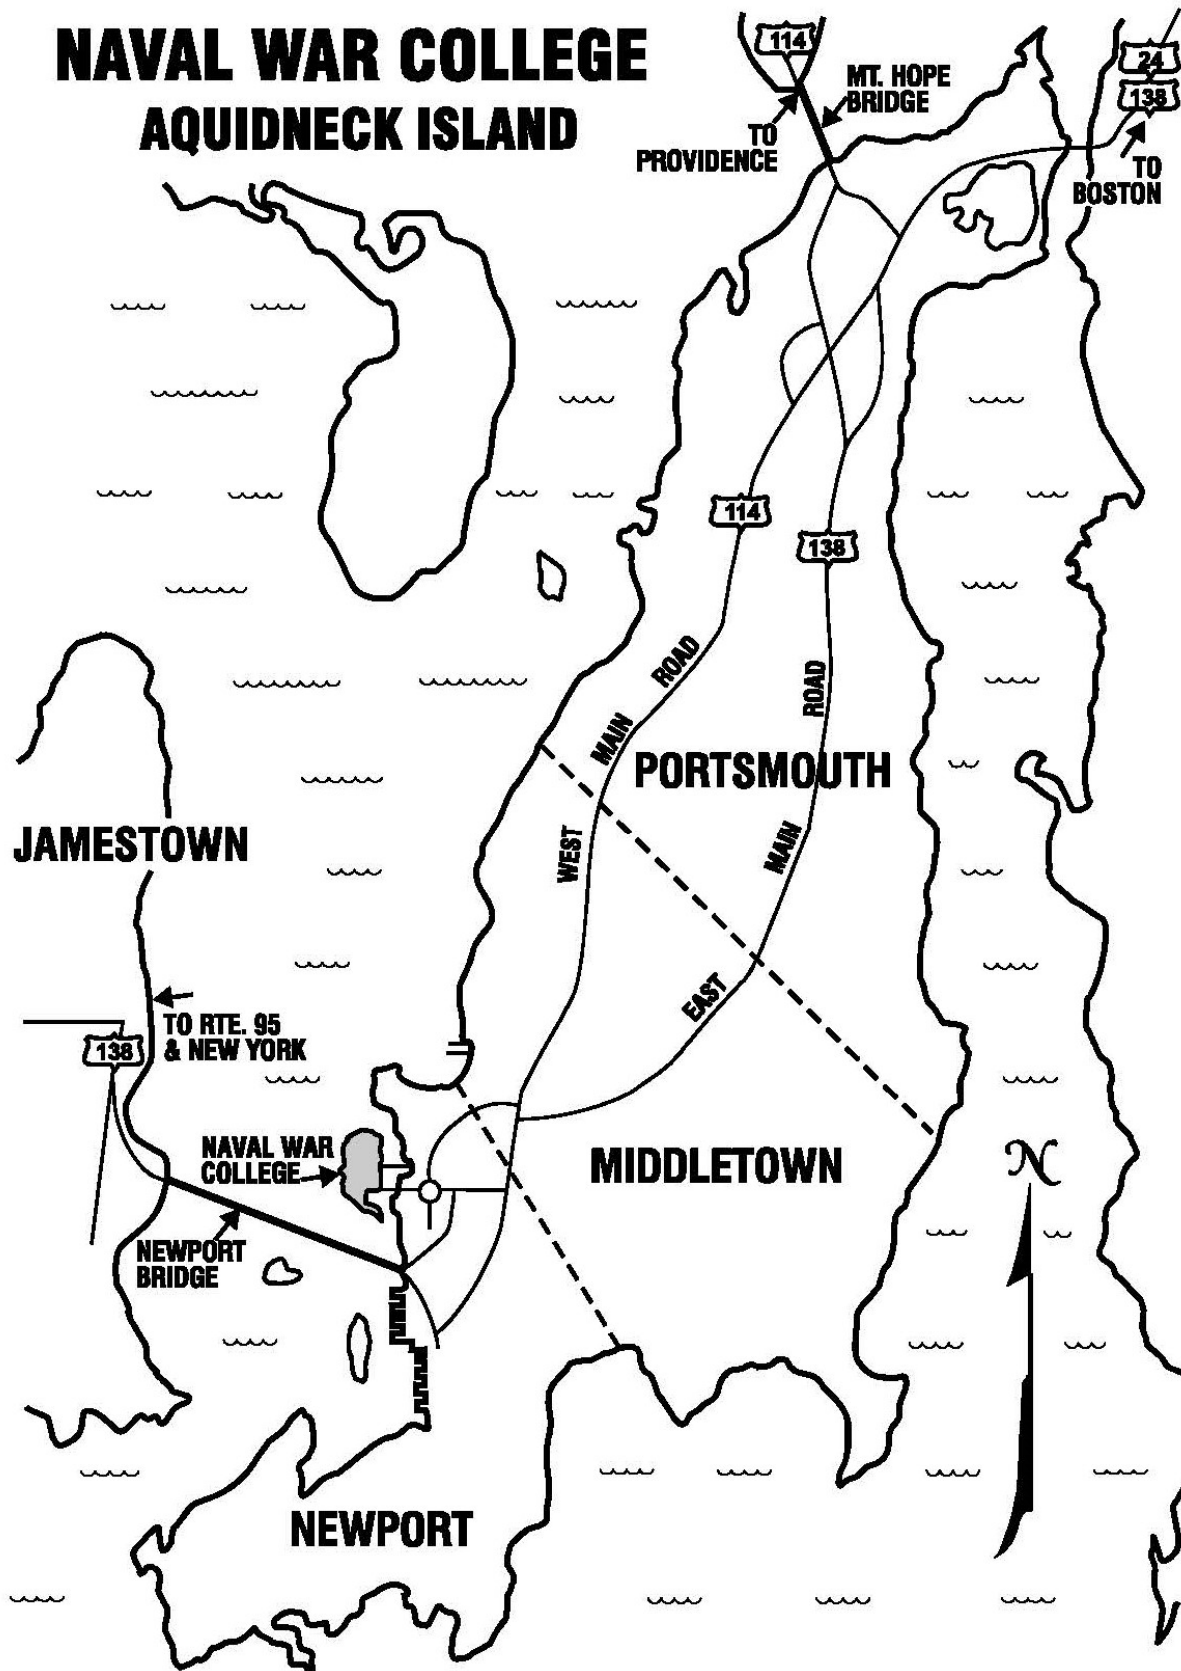 NAVAL WAR COLLEGE
AQUIDNECK ISLAND
114
MT. HOPE
BRIDGE
TO
PROVIDENCE
24
138
TO
BOSTON
114
138
WEST MAIN ROAD
EAST MAIN ROAD
PORTSMOUTH
JAMESTOWN
TO RTE. 95
& NEW YORK
138
NAVAL WAR
COLLEGE
MIDDLETOWN
N
NEWPORT
BRIDGE
NEWPORT